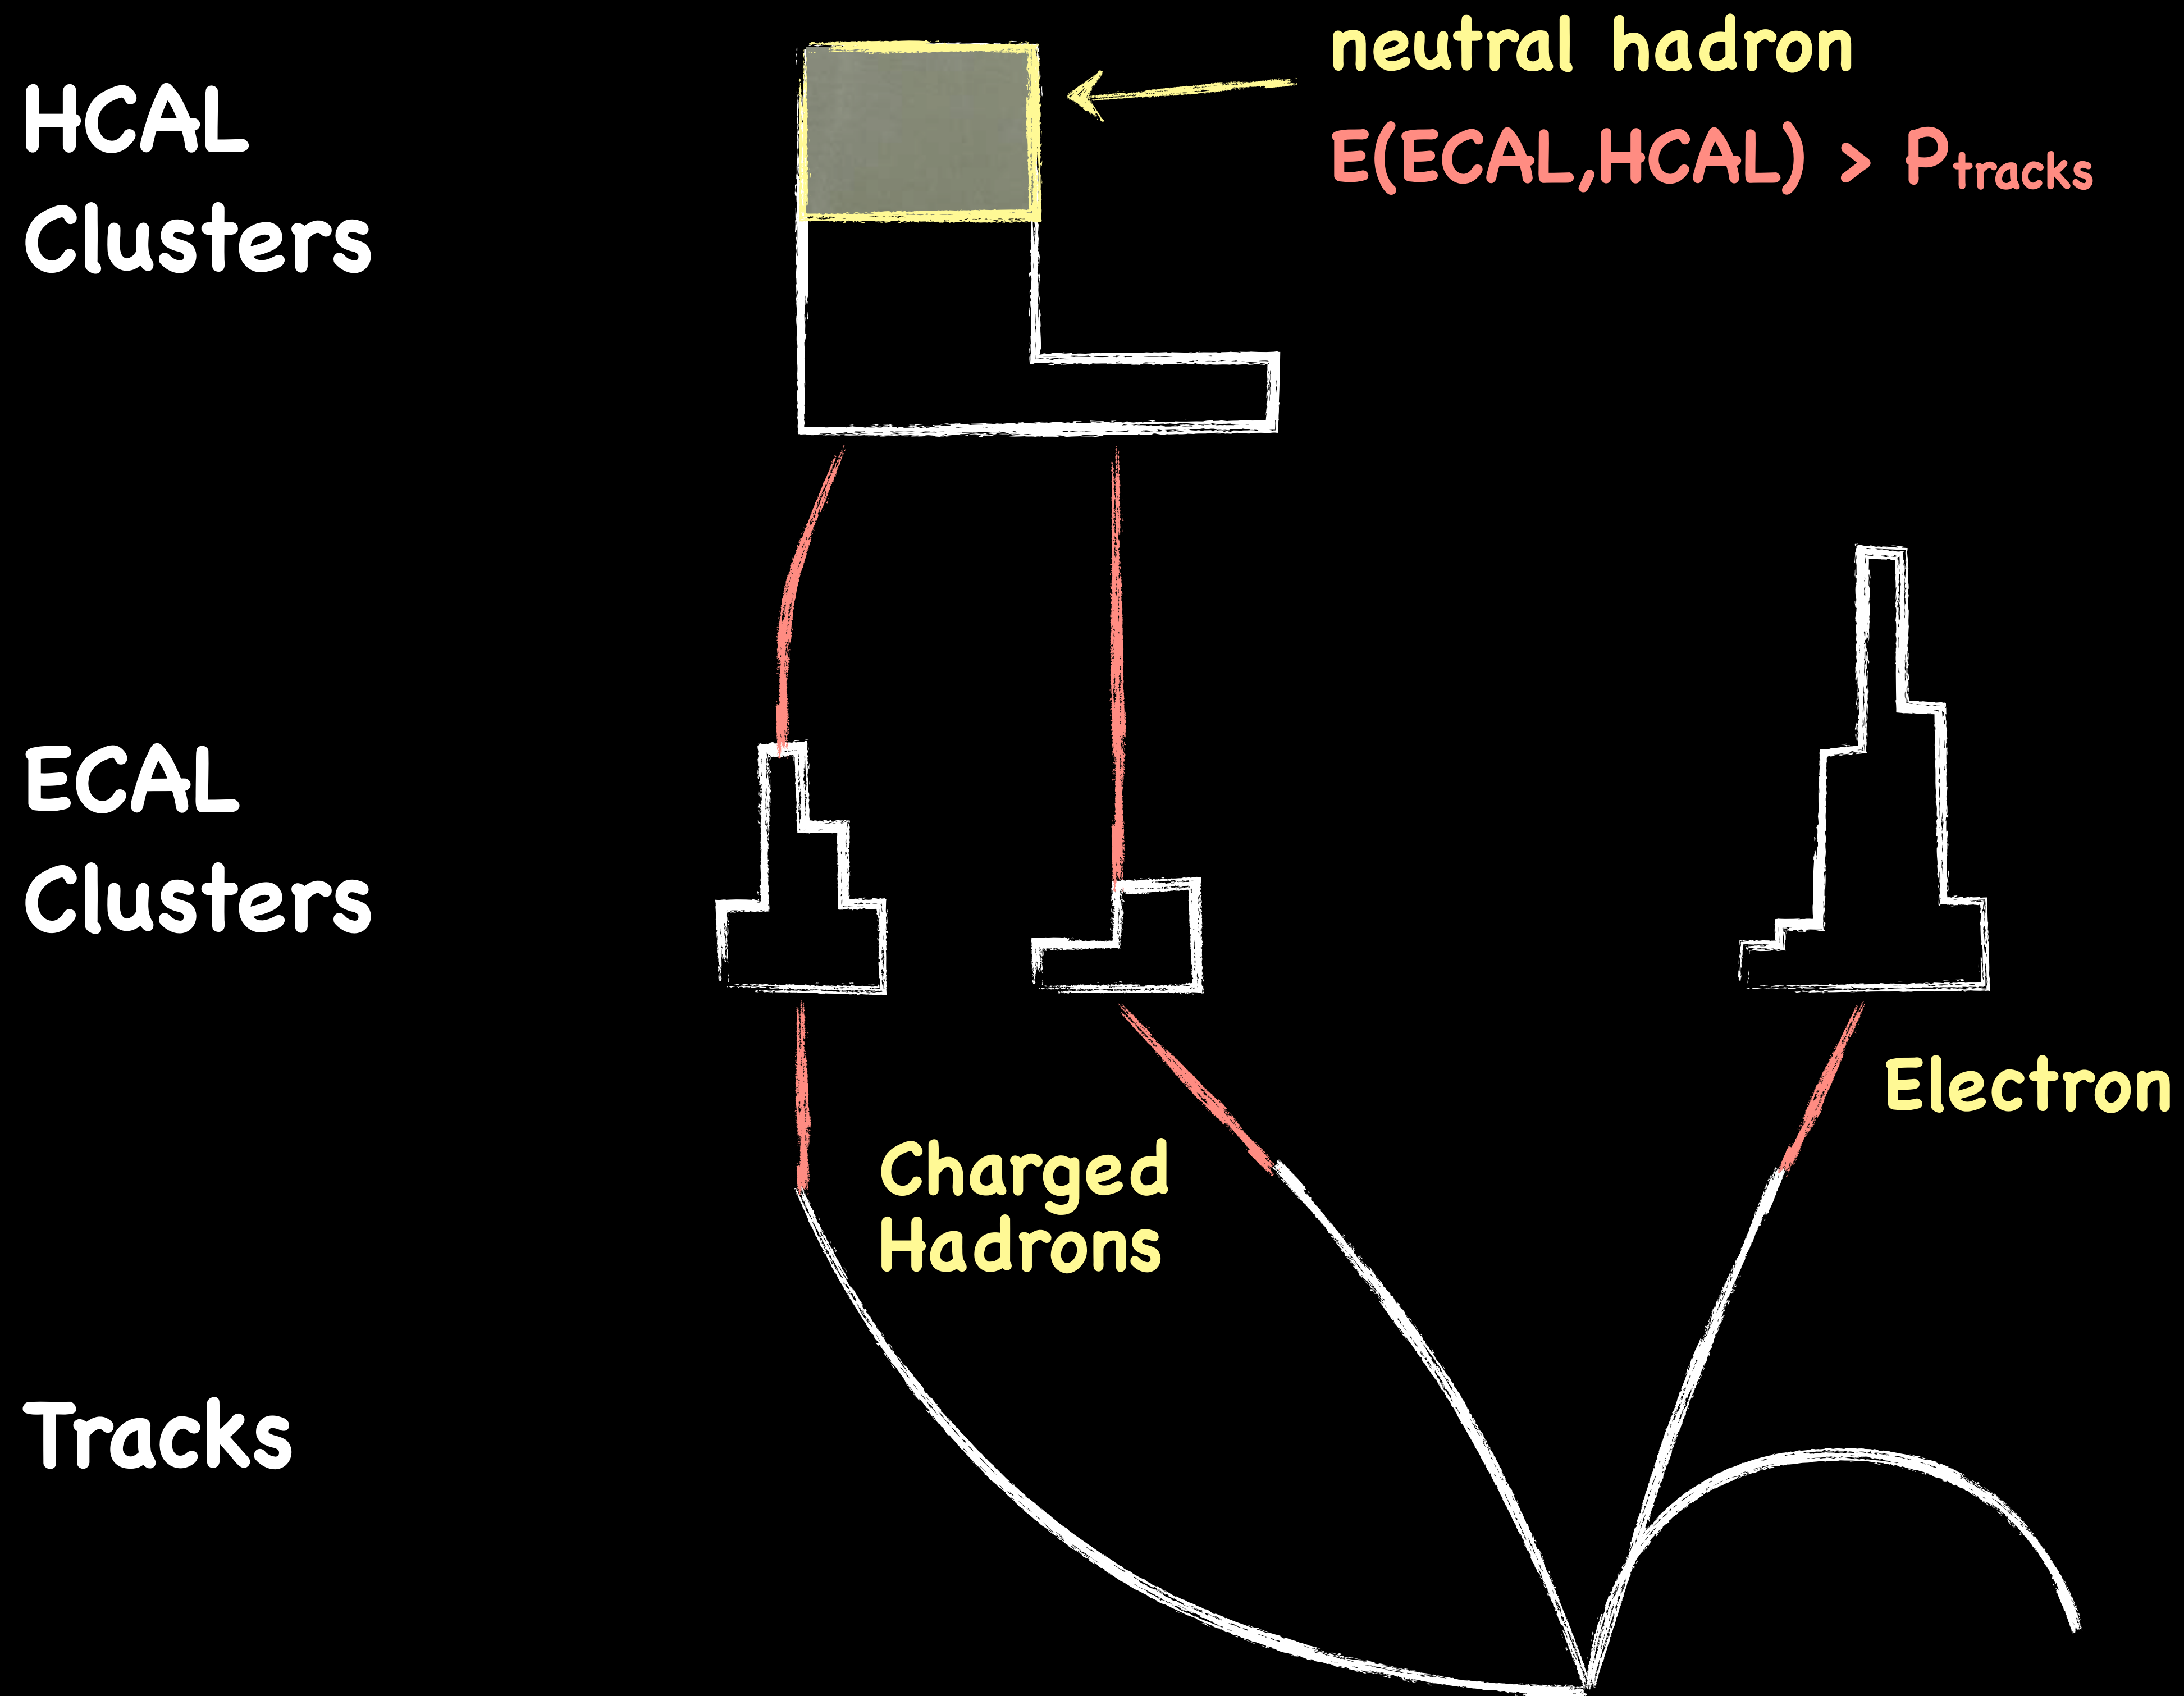 HCAL
Clusters
neutral hadron
E(ECAL,HCAL) > Ptracks
ECAL
Clusters
Electron
Charged
Hadrons
Tracks